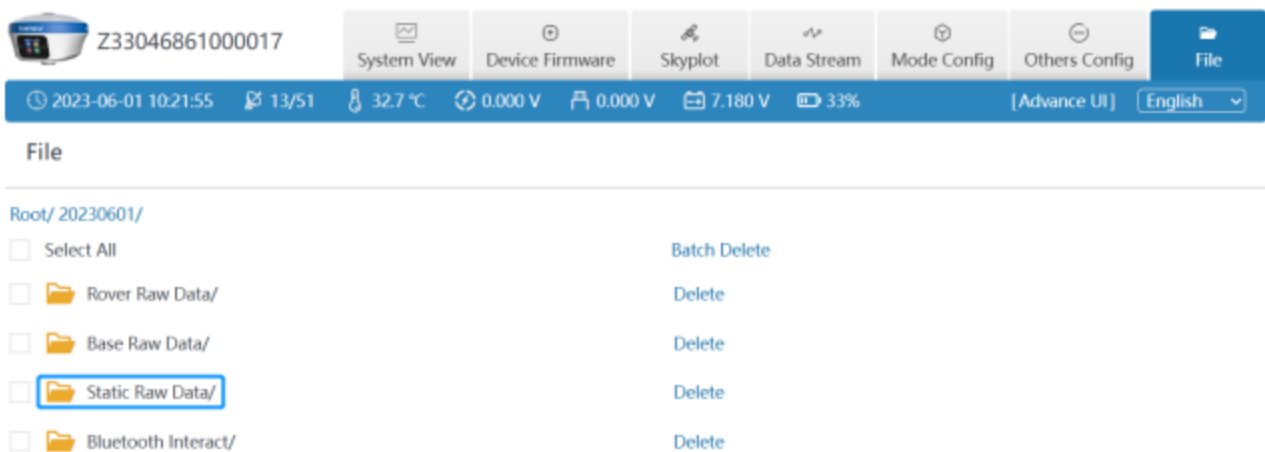 Z33046861000017
System View
Device Firmware
Skyplot
Data Stream
Mode Config
Others Config
File
2023-06-01 10:21:55 13/51 32.7 ℃ 0.000 V 0.000 V 7.180 V 33% [Advance UI] English
File
Root/ 20230601/
Select All Batch Delete
Rover Raw Data/ Delete
Base Raw Data/ Delete
Static Raw Data/ Delete
Bluetooth Interact/ Delete